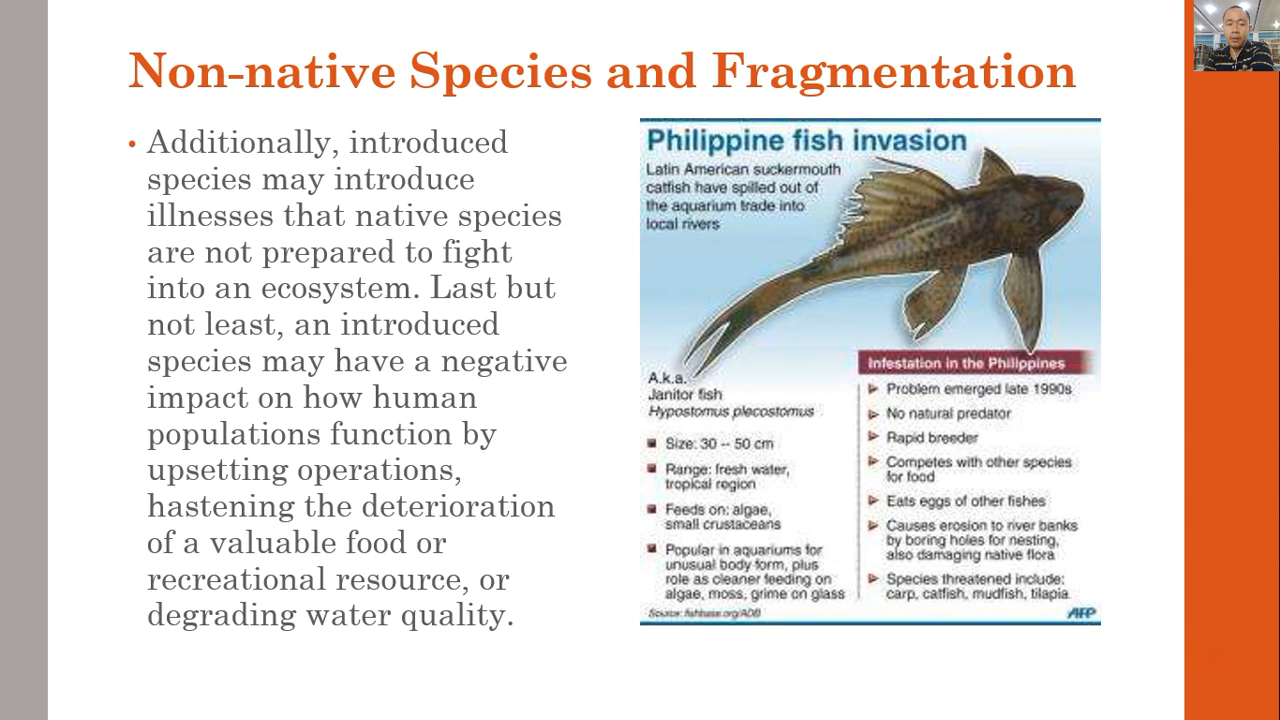 Non-native Species and Fragmentation
• Additionally, introduced
species may introduce
illnesses that native species
are not prepared to fight
into an ecosystem. Last but
not least, an introduced
species may have a negative
impact on how human
populations function by
upsetting operations,
hastening the deterioration
of a valuable food or
recreational resource, or
degrading water quality.
Philippine fish invasion
Latin American suckermouth
catfish have spilled out of
the aquarium trade into
local rivers
A.k.a.
Janitor fish
Hypostomus plecostomus
Size: 30 -- 50 cm
Range: fresh water,
tropical region
Feeds on: algae,
small crustaceans
Popular in aquariums for
unusual body form, plus
role as cleaner feeding on
algae, moss, grime on glass
Infestation in the Philippines
Problem emerged late 1990s
No natural predator
Rapid breeder
Competes with other species
for food
Eats eggs of other fishes
Causes erosion to river banks
by boring holes for nesting,
also damaging native flora
Species threatened include:
carp, catfish, mudfish, tilapia
Source: fishbase.org/ADB
AFP